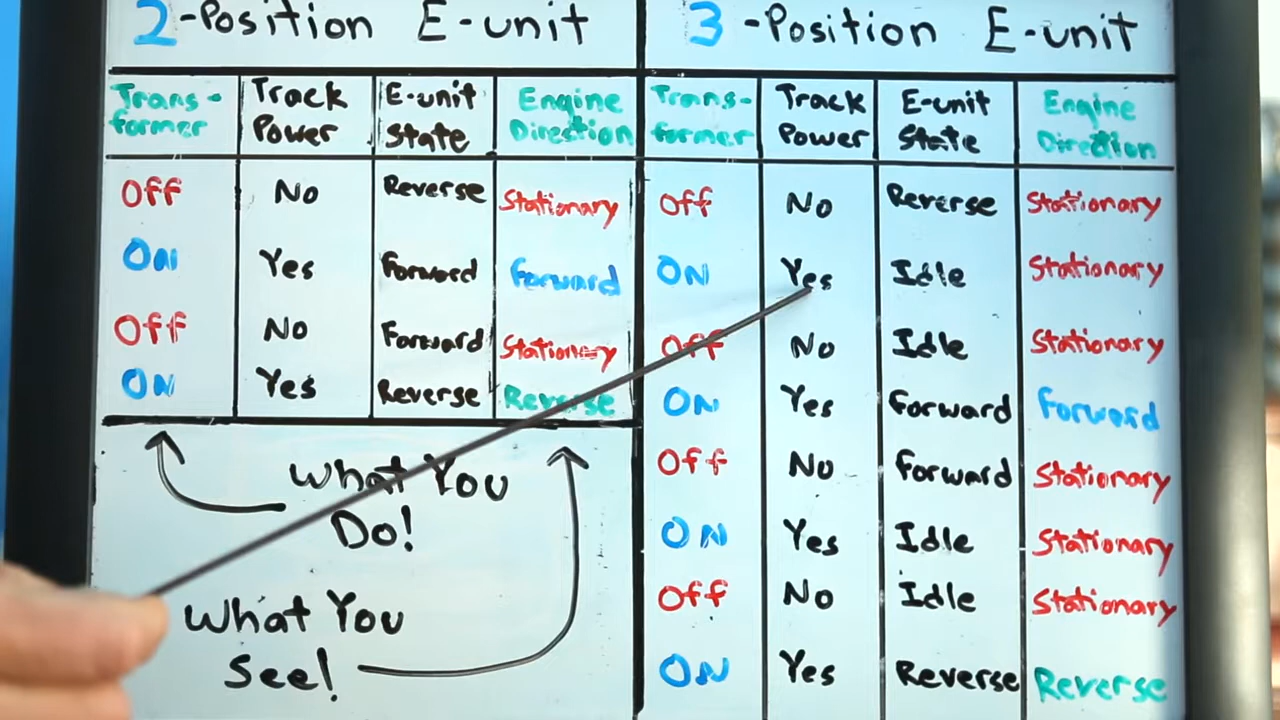 2-Position E-unit
Trans-former Track Power E-unit State Engine Direction
Off No Reverse Stationary
ON Yes Forward Forward
Off No Forward Stationary
ON Yes Reverse Reverse
What You
Do!
What You
See!
3-Position E-unit
Trans-former Track Power E-unit State Engine Direction
Off No Reverse Stationary
ON Yes Idle Stationary
Off No Idle Stationary
ON Yes Forward Forward
Off No Forward Stationary
ON Yes Idle Stationary
Off No Idle Stationary
ON Yes Reverse Reverse